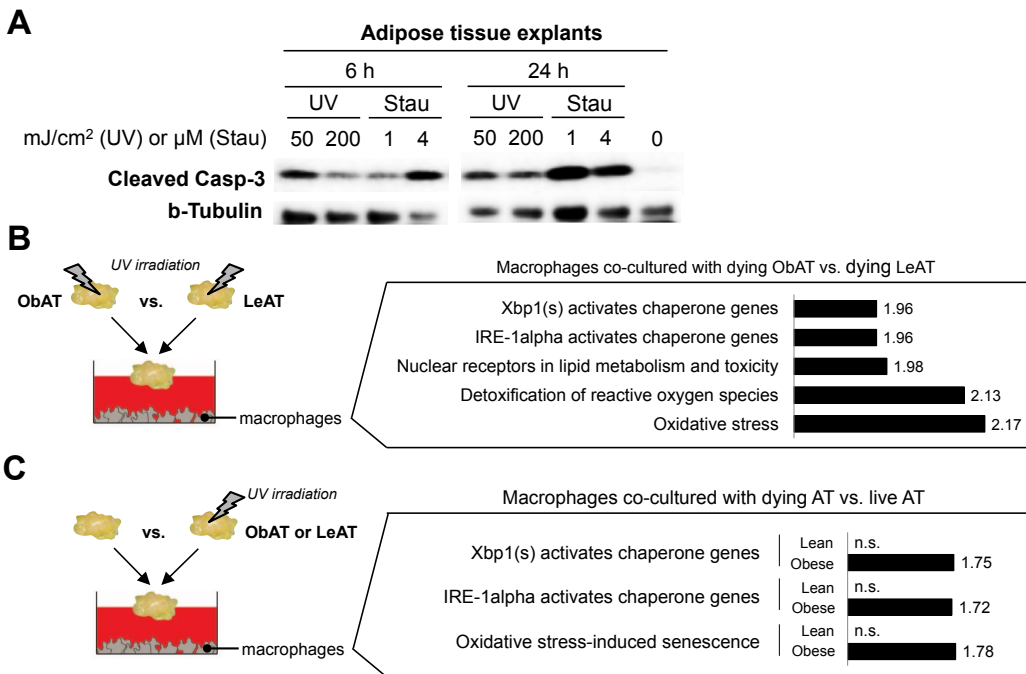 A
Adipose tissue explants
6 h 24 h
UV Stau UV Stau
mJ/cm² (UV) or µM (Stau) 50 200 1 4 50 200 1 4 0
Cleaved Casp-3
b-Tubulin
B
UV irradiation
ObAT vs. LeAT
macrophages
Macrophages co-cultured with dying ObAT vs. dying LeAT
Xbp1(s) activates chaperone genes 1.96
IRE-1alpha activates chaperone genes 1.96
Nuclear receptors in lipid metabolism and toxicity 1.98
Detoxification of reactive oxygen species 2.13
Oxidative stress 2.17
C
UV irradiation
vs. ObAT or LeAT
macrophages
Macrophages co-cultured with dying AT vs. live AT
Xbp1(s) activates chaperone genes
Lean n.s.
Obese 1.75
IRE-1alpha activates chaperone genes
Lean n.s.
Obese 1.72
Oxidative stress-induced senescence
Lean n.s.
Obese 1.78